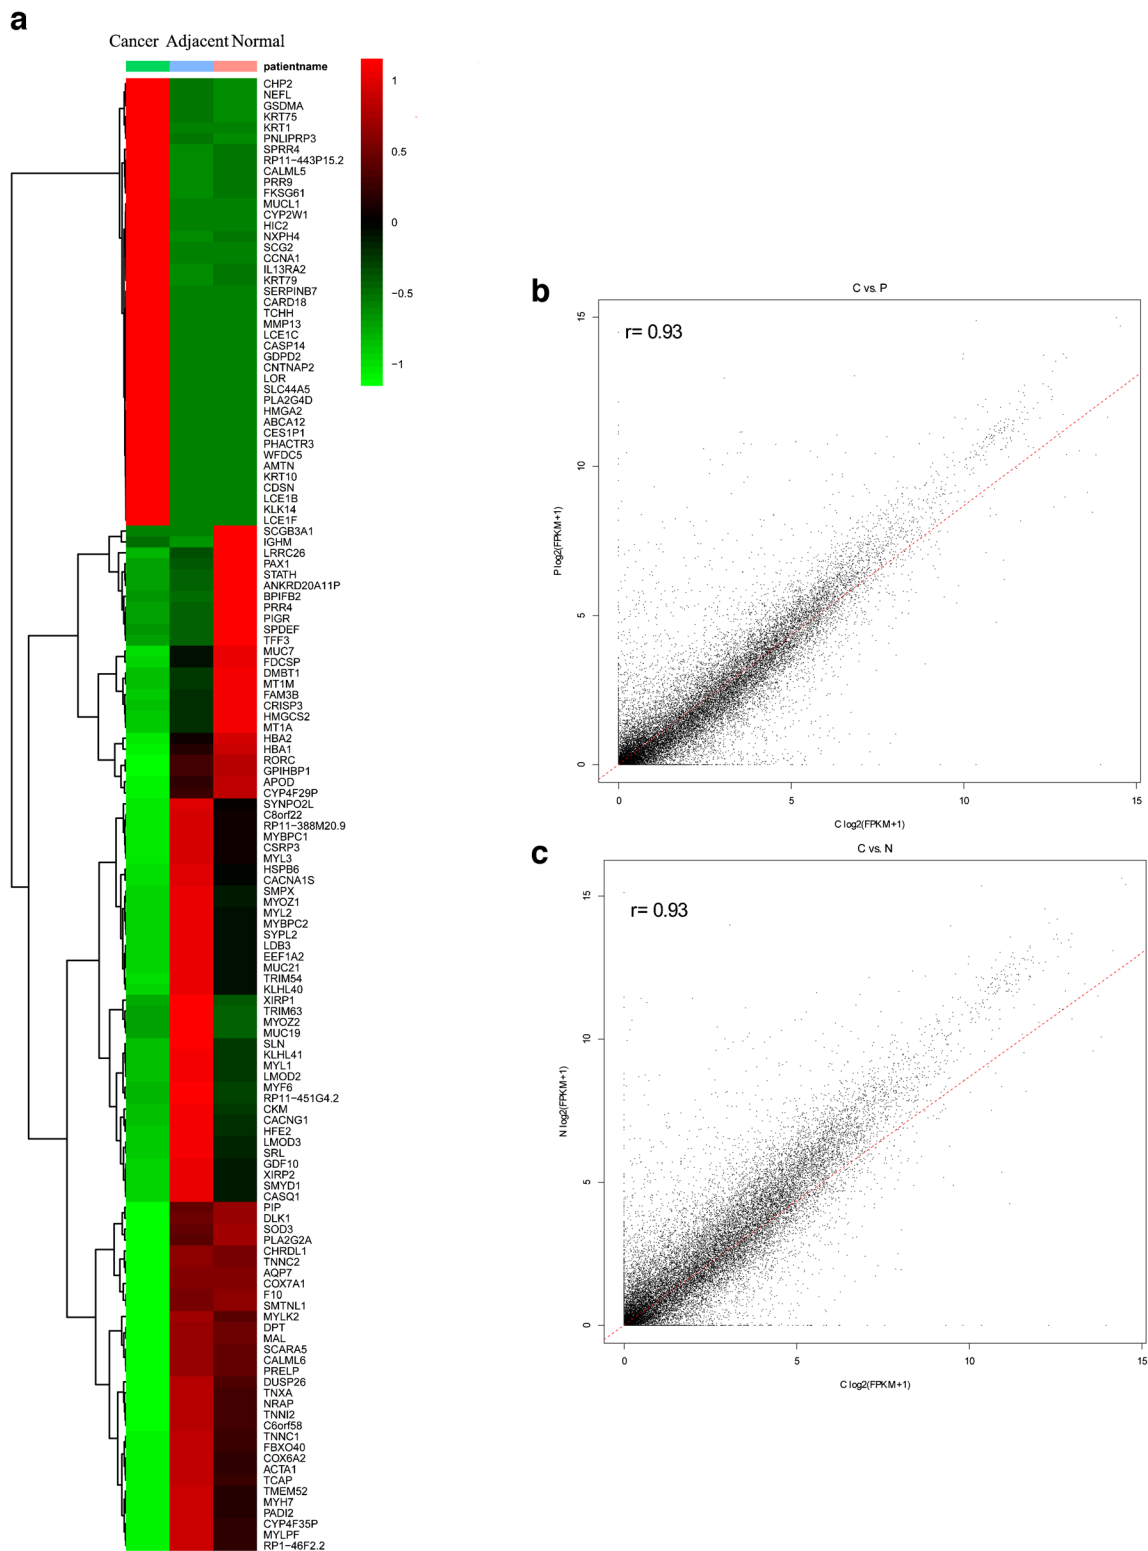 a
Cancer Adjacent Normal
patientname
CHP2
NEFL
GSDMA
KRT75
KRT1
PNLIPRP3
SPRR4
RP11−443P15.2
CALML5
PRR9
FKSG61
MUCL1
CYP2W1
HIC2
NXPH4
SCG2
CCNA1
IL13RA2
KRT79
SERPINB7
CARD18
TCHH
MMP13
LCE1C
CASP14
GDPD2
CNTNAP2
LOR
SLC44A5
PLA2G4D
HMGA2
ABCA12
CES1P1
PHACTR3
WFDC5
AMTN
KRT10
CDSN
LCE1B
KLK14
LCE1F
SCGB3A1
IGHM
LRRC26
PAX1
STATH
ANKRD20A11P
BPIFB2
PRR4
PIGR
SPDEF
TFF3
MUC7
FDCSP
DMBT1
MT1M
FAM3B
CRISP3
HMGCS2
MT1A
HBA2
HBA1
RORC
GPIHBP1
APOD
CYP4F29P
SYNPO2L
C8orf22
RP11−388M20.9
MYBPC1
CSRP3
MYL3
HSPB6
CACNA1S
SMPX
MYOZ1
MYL2
MYBPC2
SYPL2
LDB3
EEF1A2
MUC21
TRIM54
KLHL40
XIRP1
TRIM63
MYOZ2
MUC19
SLN
KLHL41
MYL1
LMOD2
MYF6
RP11−451G4.2
CKM
CACNG1
HFE2
LMOD3
SRL
GDF10
XIRP2
SMYD1
CASQ1
PIP
DLK1
SOD3
PLA2G2A
CHRDL1
TNNC2
AQP7
COX7A1
F10
SMTNL1
MYLK2
DPT
MAL
SCARA5
CALML6
PRELP
DUSP26
TNXA
NRAP
TNNI2
C6orf58
TNNC1
FBXO40
COX6A2
ACTA1
TCAP
TMEM52
MYH7
PADI2
CYP4F35P
MYLPF
RP1−46F2.2
1
0.5
0
−0.5
−1
b
C vs. P
r= 0.93
15
10
5
0
P log2(FPKM+1)
0 5 10 15
C log2(FPKM+1)
c
C vs. N
r= 0.93
15
10
5
0
N log2(FPKM+1)
0 5 10 15
C log2(FPKM+1)